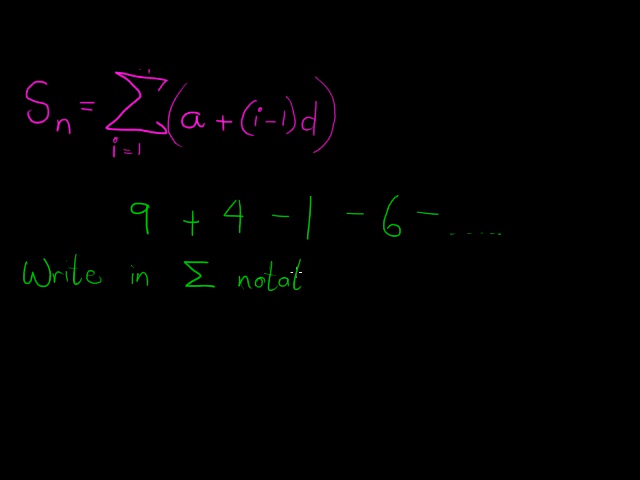 Sn = Σ i=1 (a + (i-1)d)
9 + 4 - 1 - 6 - .....
Write in Σ notat